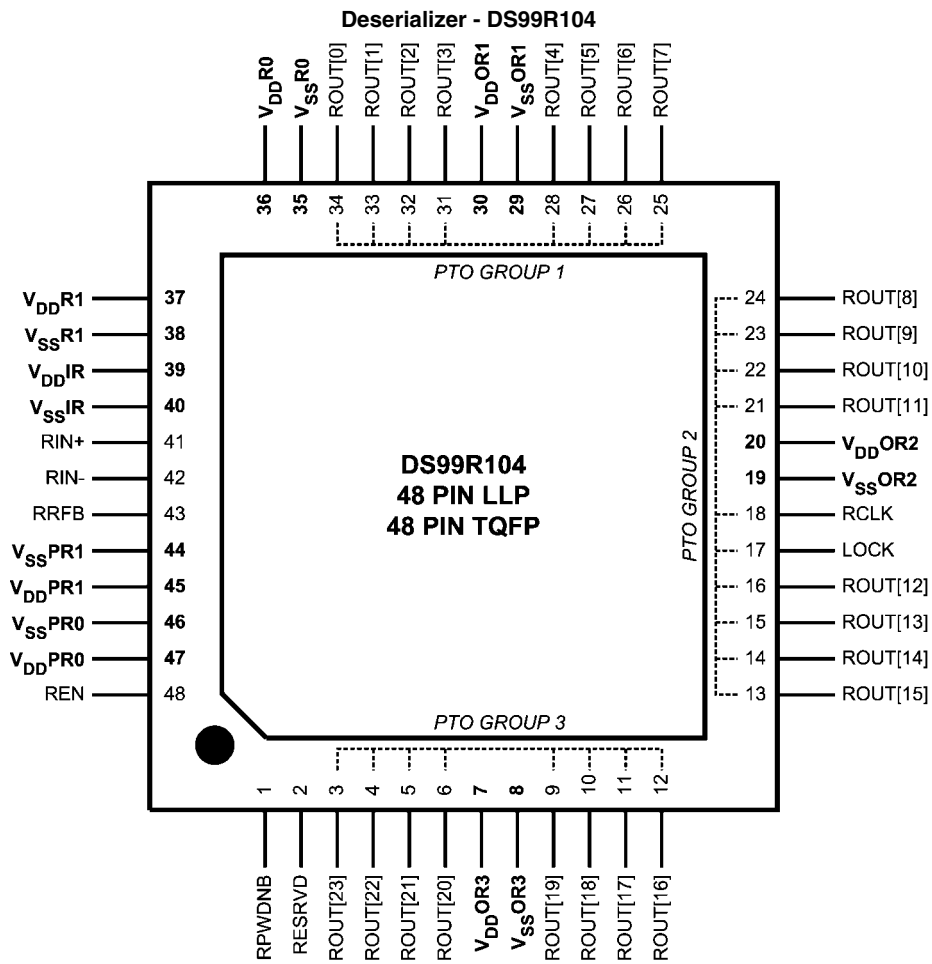 Deserializer - DS99R104
VDDR0
VSSR0
ROUT[0]
ROUT[1]
ROUT[2]
ROUT[3]
VDDOR1
VSSOR1
ROUT[4]
ROUT[5]
ROUT[6]
ROUT[7]
36 35 34 33 32 31 30 29 28 27 26 25
PTO GROUP 1
VDDR1 37
VSSR1 38
VDDIR 39
VSSIR 40
RIN+ 41
RIN- 42
RRFB 43
VSSPR1 44
VDDPR1 45
VSSPR0 46
VDDPR0 47
REN 48
DS99R104
48 PIN LLP
48 PIN TQFP
PTO GROUP 2
24 ROUT[8]
23 ROUT[9]
22 ROUT[10]
21 ROUT[11]
20 VDDOR2
19 VSSOR2
18 RCLK
17 LOCK
16 ROUT[12]
15 ROUT[13]
14 ROUT[14]
13 ROUT[15]
PTO GROUP 3
1 2 3 4 5 6 7 8 9 10 11 12
RPWDNB
RESRVD
ROUT[23]
ROUT[22]
ROUT[21]
ROUT[20]
VDDOR3
VSSOR3
ROUT[19]
ROUT[18]
ROUT[17]
ROUT[16]